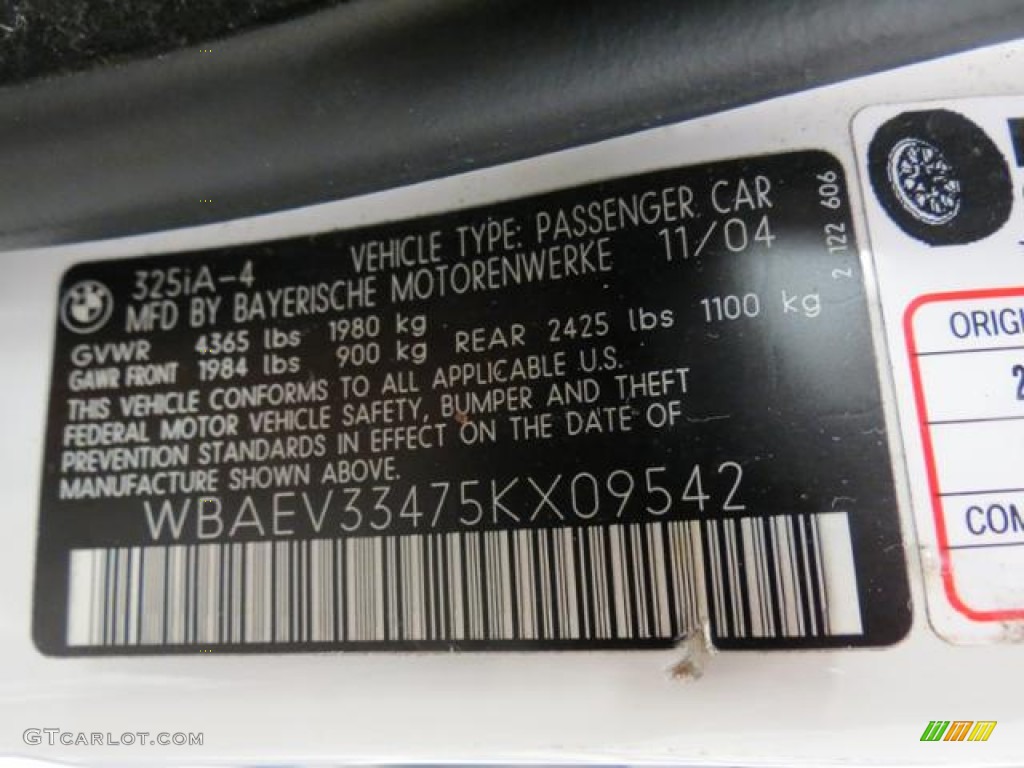 325iA-4 VEHICLE TYPE: PASSENGER CAR
MFD BY BAYERISCHE MOTORENWERKE 11/04
GVWR 4365 lbs 1980 kg
GAWR FRONT 1984 lbs 900 kg REAR 2425 lbs 1100 kg
THIS VEHICLE CONFORMS TO ALL APPLICABLE U.S.
FEDERAL MOTOR VEHICLE SAFETY, BUMPER AND THEFT
PREVENTION STANDARDS IN EFFECT ON THE DATE OF
MANUFACTURE SHOWN ABOVE.
WBAEV33475KX09542
2 122 606
ORIGI
2
COM
GTCARLOT.COM